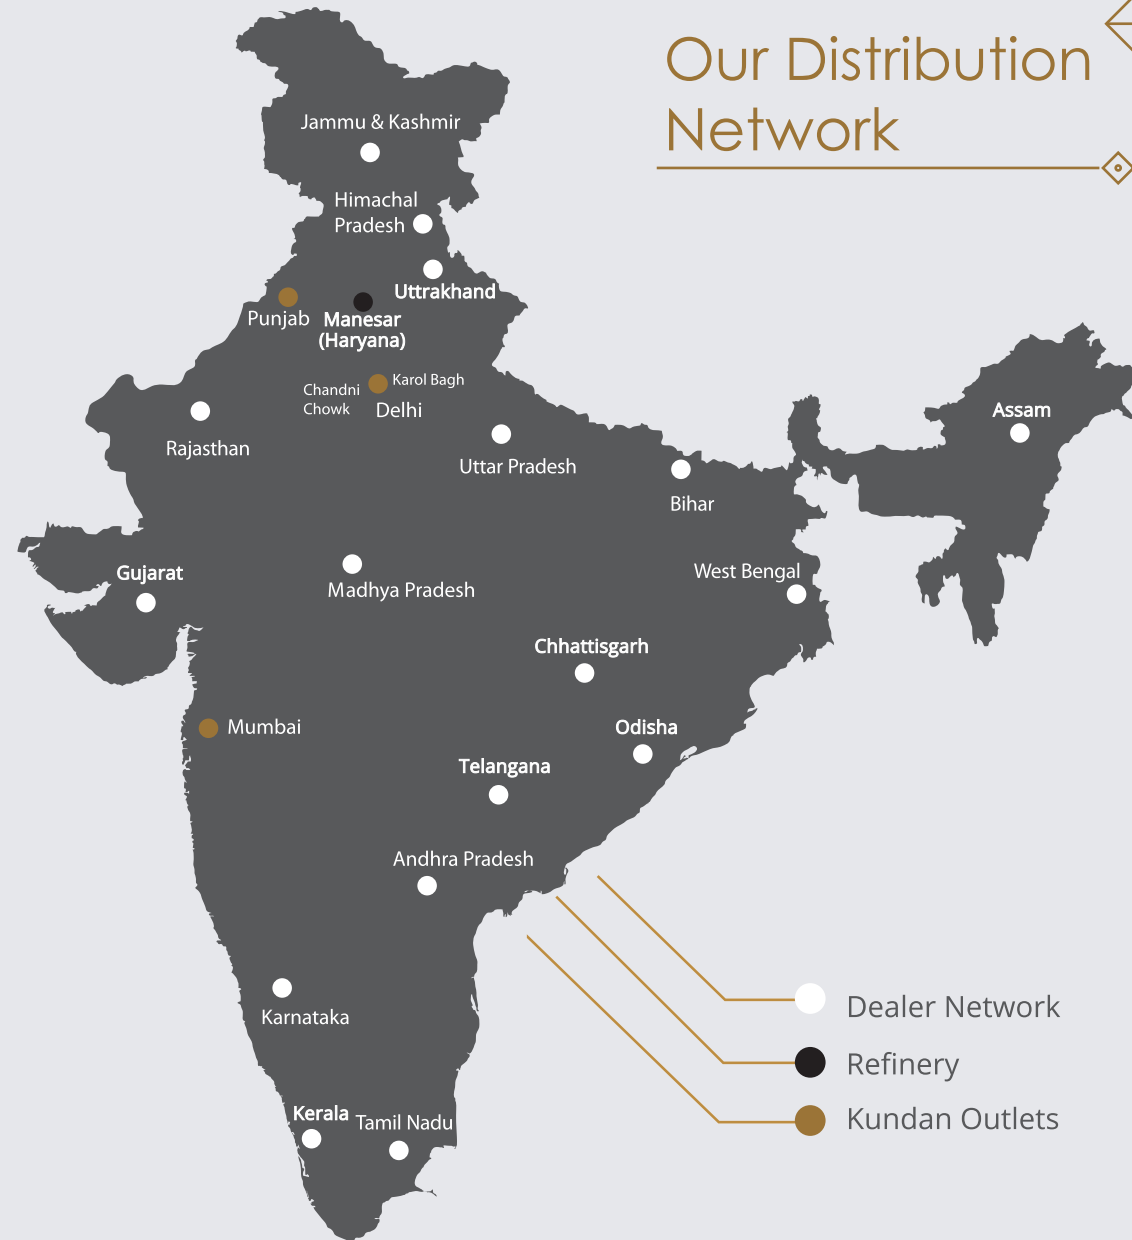 Our Distribution
Network
Jammu & Kashmir
Himachal
Pradesh
Uttrakhand
Punjab
Manesar
(Haryana)
Chandni
Chowk
Karol Bagh
Delhi
Rajasthan
Uttar Pradesh
Assam
Bihar
Gujarat
Madhya Pradesh
West Bengal
Chhattisgarh
Mumbai
Odisha
Telangana
Andhra Pradesh
Karnataka
Kerala
Tamil Nadu
Dealer Network
Refinery
Kundan Outlets